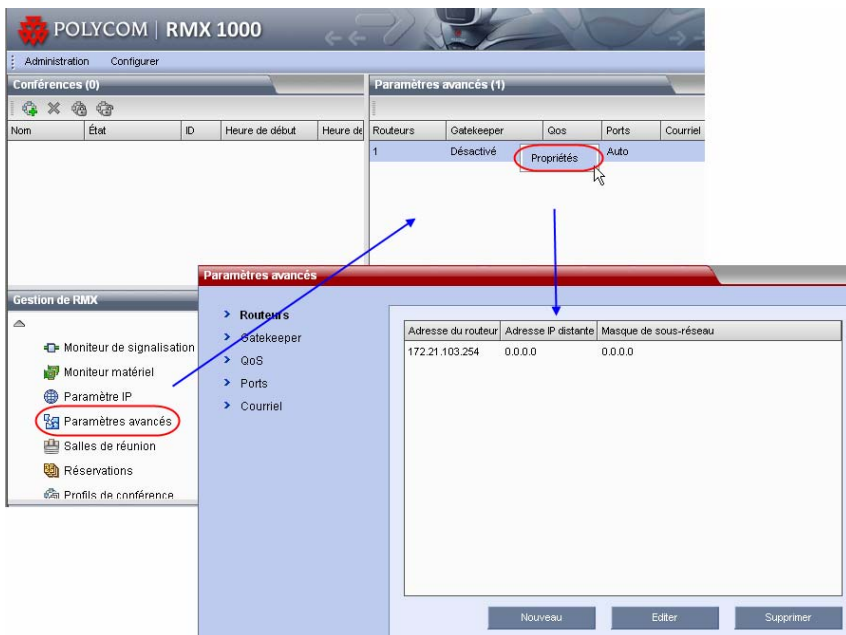 POLYCOM | RMX 1000
Administration Configurer
Conférences (0)
Nom État ID Heure de début Heure de
Paramètres avancés (1)
Routeurs Gatekeeper Qos Ports Courriel
1 Désactivé Auto
Propriétés
Gestion de RMX
Moniteur de signalisation
Moniteur matériel
Paramètre IP
Paramètres avancés
Salles de réunion
Réservations
Profils de conférence
Paramètres avancés
Routeurs
Gatekeeper
QoS
Ports
Courriel
Adresse du routeur Adresse IP distante Masque de sous-réseau
172.21.103.254 0.0.0.0 0.0.0.0
Nouveau Editer Supprimer